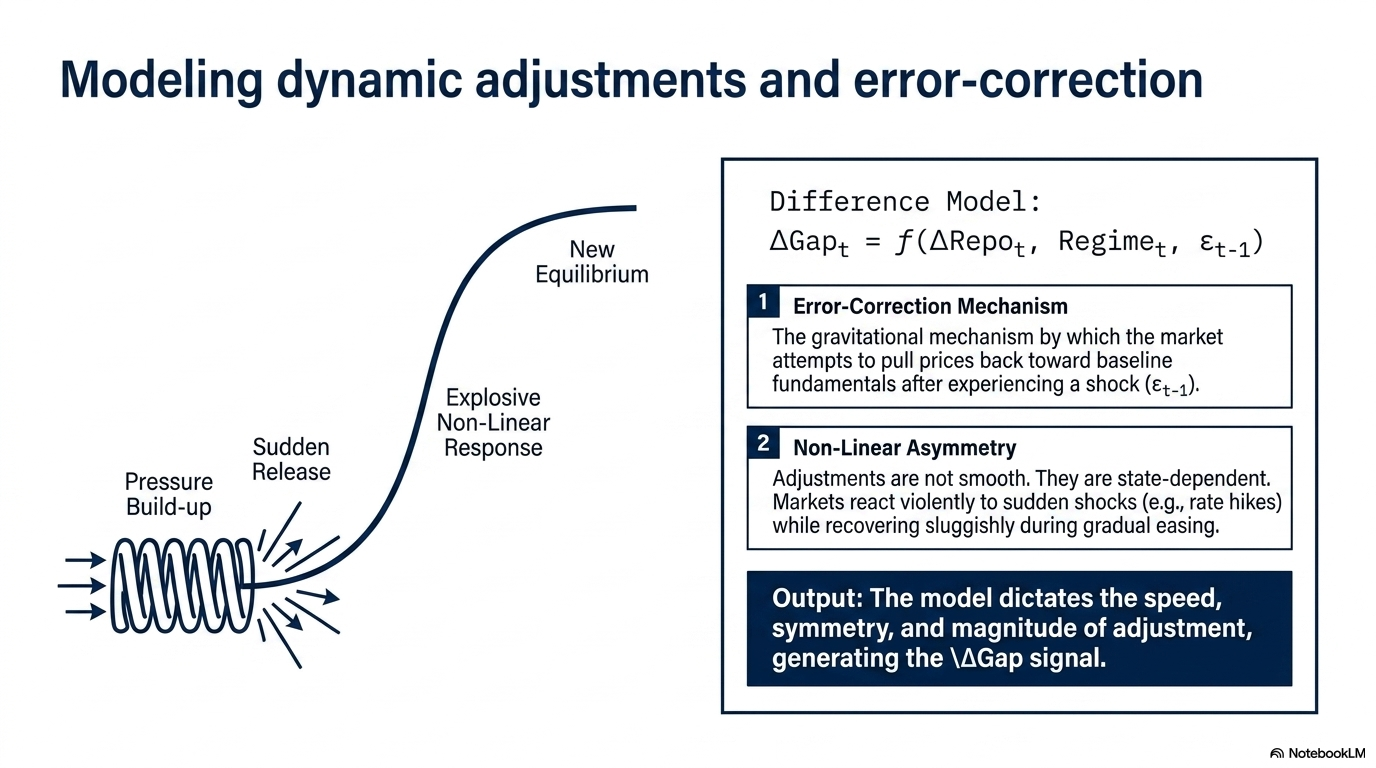 Modeling dynamic adjustments and error-correction
Pressure
Build-up
Sudden
Release
Explosive
Non-Linear
Response
New
Equilibrium
Difference Model:
ΔGapₜ = f(ΔRepoₜ, Regimeₜ, εₜ₋₁)
1 Error-Correction Mechanism
The gravitational mechanism by which the market
attempts to pull prices back toward baseline
fundamentals after experiencing a shock (εₜ₋₁).
2 Non-Linear Asymmetry
Adjustments are not smooth. They are state-dependent.
Markets react violently to sudden shocks (e.g., rate hikes)
while recovering sluggishly during gradual easing.
Output: The model dictates the speed,
symmetry, and magnitude of adjustment,
generating the \ΔGap signal.
NotebookLM